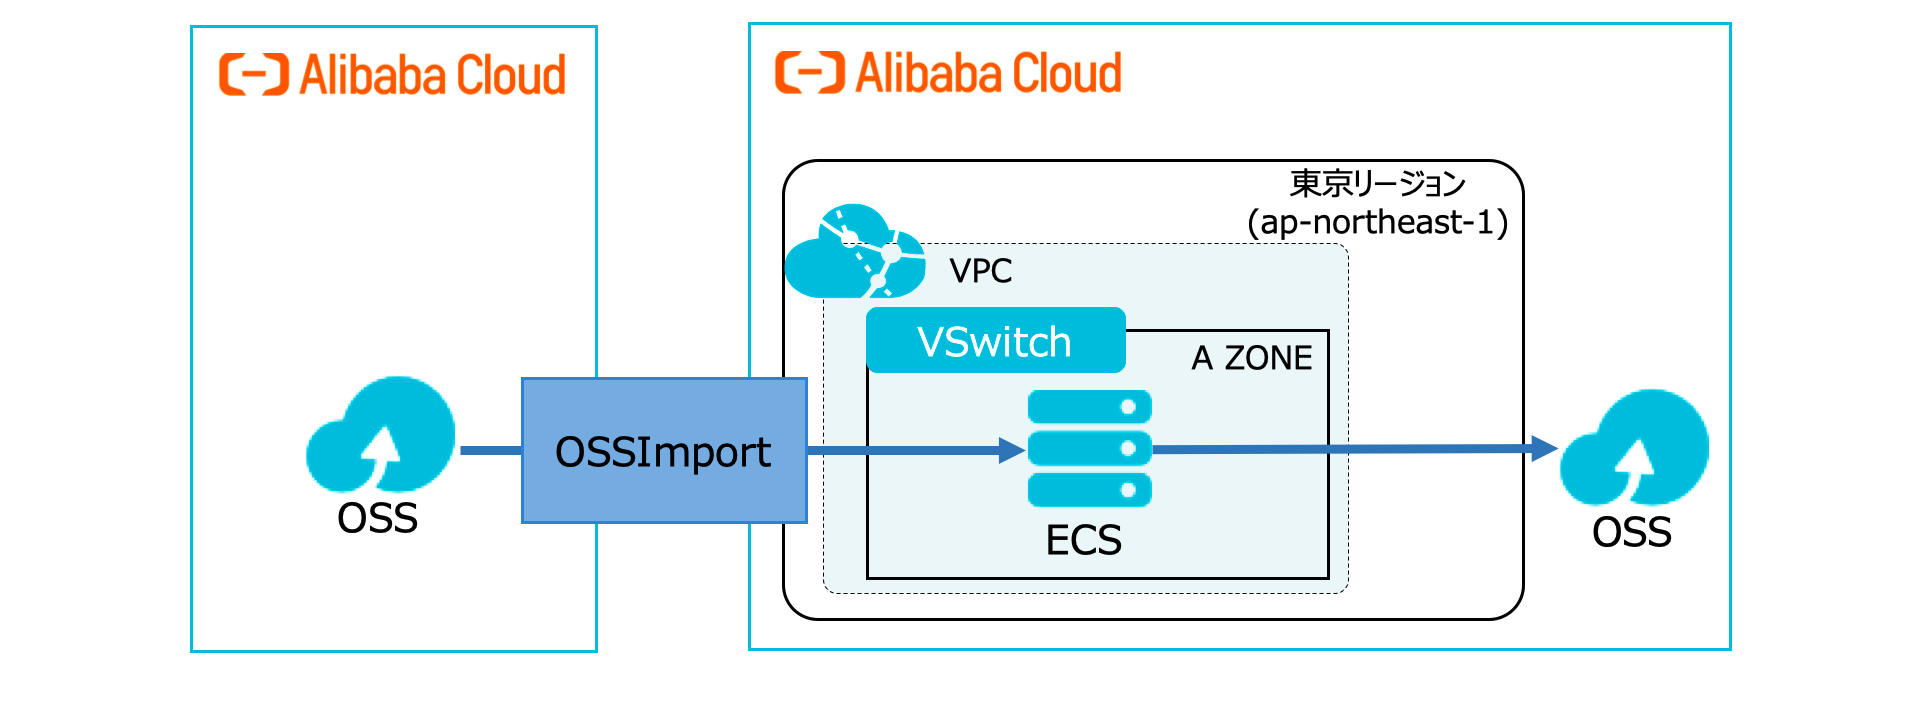 Alibaba Cloud
Alibaba Cloud
東京リージョン
(ap-northeast-1)
VPC
VSwitch
A ZONE
OSSImport
OSS
ECS
OSS